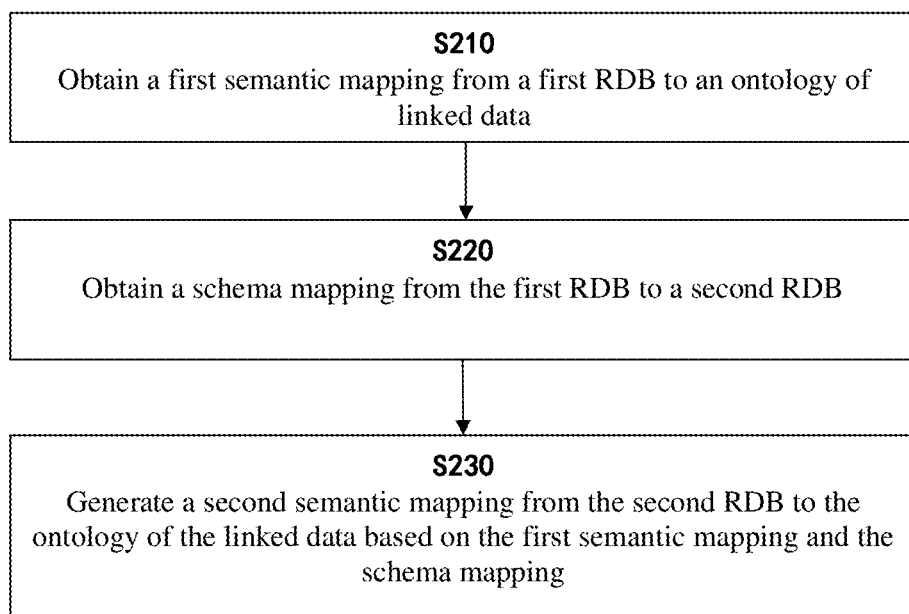 S210
Obtain a first semantic mapping from a first RDB to an ontology of
linked data
S220
Obtain a schema mapping from the first RDB to a second RDB
S230
Generate a second semantic mapping from the second RDB to the
ontology of the linked data based on the first semantic mapping and the
schema mapping